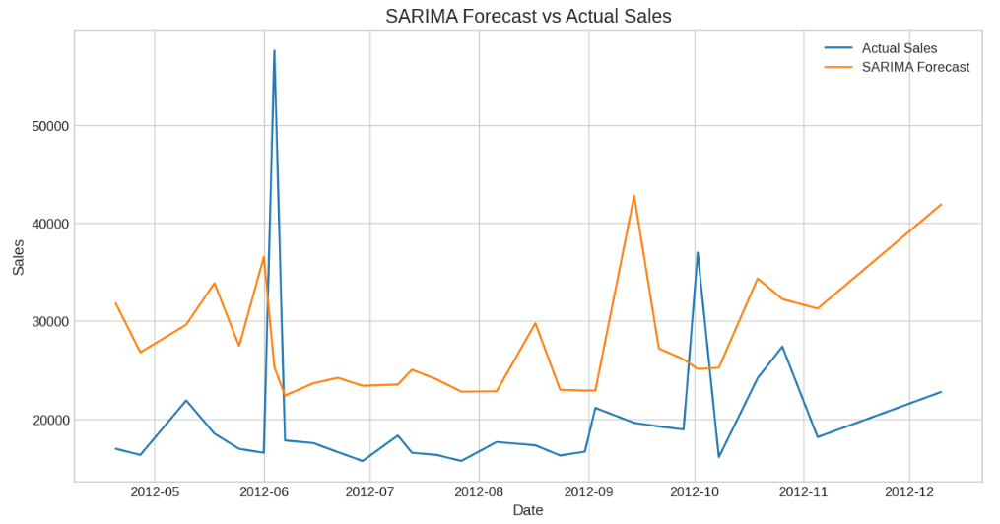 SARIMA Forecast vs Actual Sales
Actual Sales
SARIMA Forecast
50000
40000
30000
20000
Sales
2012-05 2012-06 2012-07 2012-08 2012-09 2012-10 2012-11 2012-12
Date